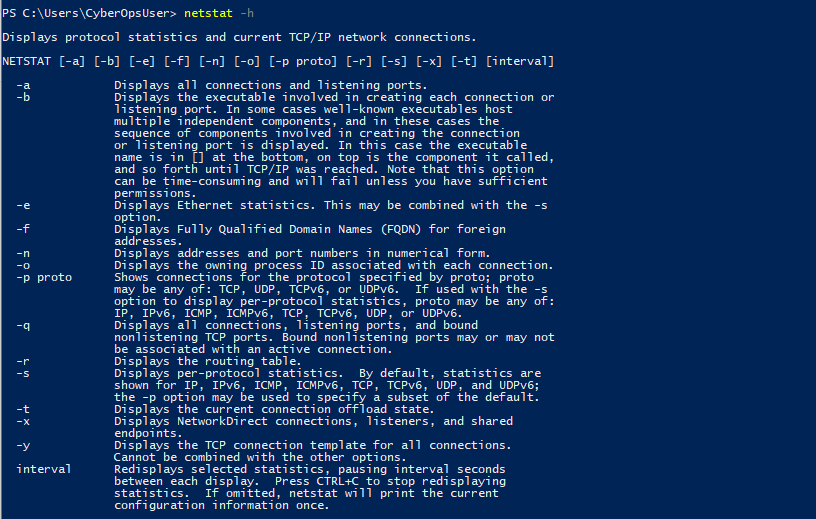 PS C:\Users\CyberOpsUser> netstat -h
Displays protocol statistics and current TCP/IP network connections.
NETSTAT [-a] [-b] [-e] [-f] [-n] [-o] [-p proto] [-r] [-s] [-x] [-t] [interval]
-a Displays all connections and listening ports.
-b Displays the executable involved in creating each connection or
listening port. In some cases well-known executables host
multiple independent components, and in these cases the
sequence of components involved in creating the connection
or listening port is displayed. In this case the executable
name is in [] at the bottom, on top is the component it called,
and so forth until TCP/IP was reached. Note that this option
can be time-consuming and will fail unless you have sufficient
permissions.
-e Displays Ethernet statistics. This may be combined with the -s
option.
-f Displays Fully Qualified Domain Names (FQDN) for foreign
addresses.
-n Displays addresses and port numbers in numerical form.
-o Displays the owning process ID associated with each connection.
-p proto Shows connections for the protocol specified by proto; proto
may be any of: TCP, UDP, TCPv6, or UDPv6. If used with the -s
option to display per-protocol statistics, proto may be any of:
IP, IPv6, ICMP, ICMPv6, TCP, TCPv6, UDP, or UDPv6.
-q Displays all connections, listening ports, and bound
nonlistening TCP ports. Bound nonlistening ports may or may not
be associated with an active connection.
-r Displays the routing table.
-s Displays per-protocol statistics. By default, statistics are
shown for IP, IPv6, ICMP, ICMPv6, TCP, TCPv6, UDP, and UDPv6;
the -p option may be used to specify a subset of the default.
-t Displays the current connection offload state.
-x Displays NetworkDirect connections, listeners, and shared
endpoints.
-y Displays the TCP connection template for all connections.
Cannot be combined with the other options.
interval Redisplays selected statistics, pausing interval seconds
between each display. Press CTRL+C to stop redisplaying
statistics. If omitted, netstat will print the current
configuration information once.